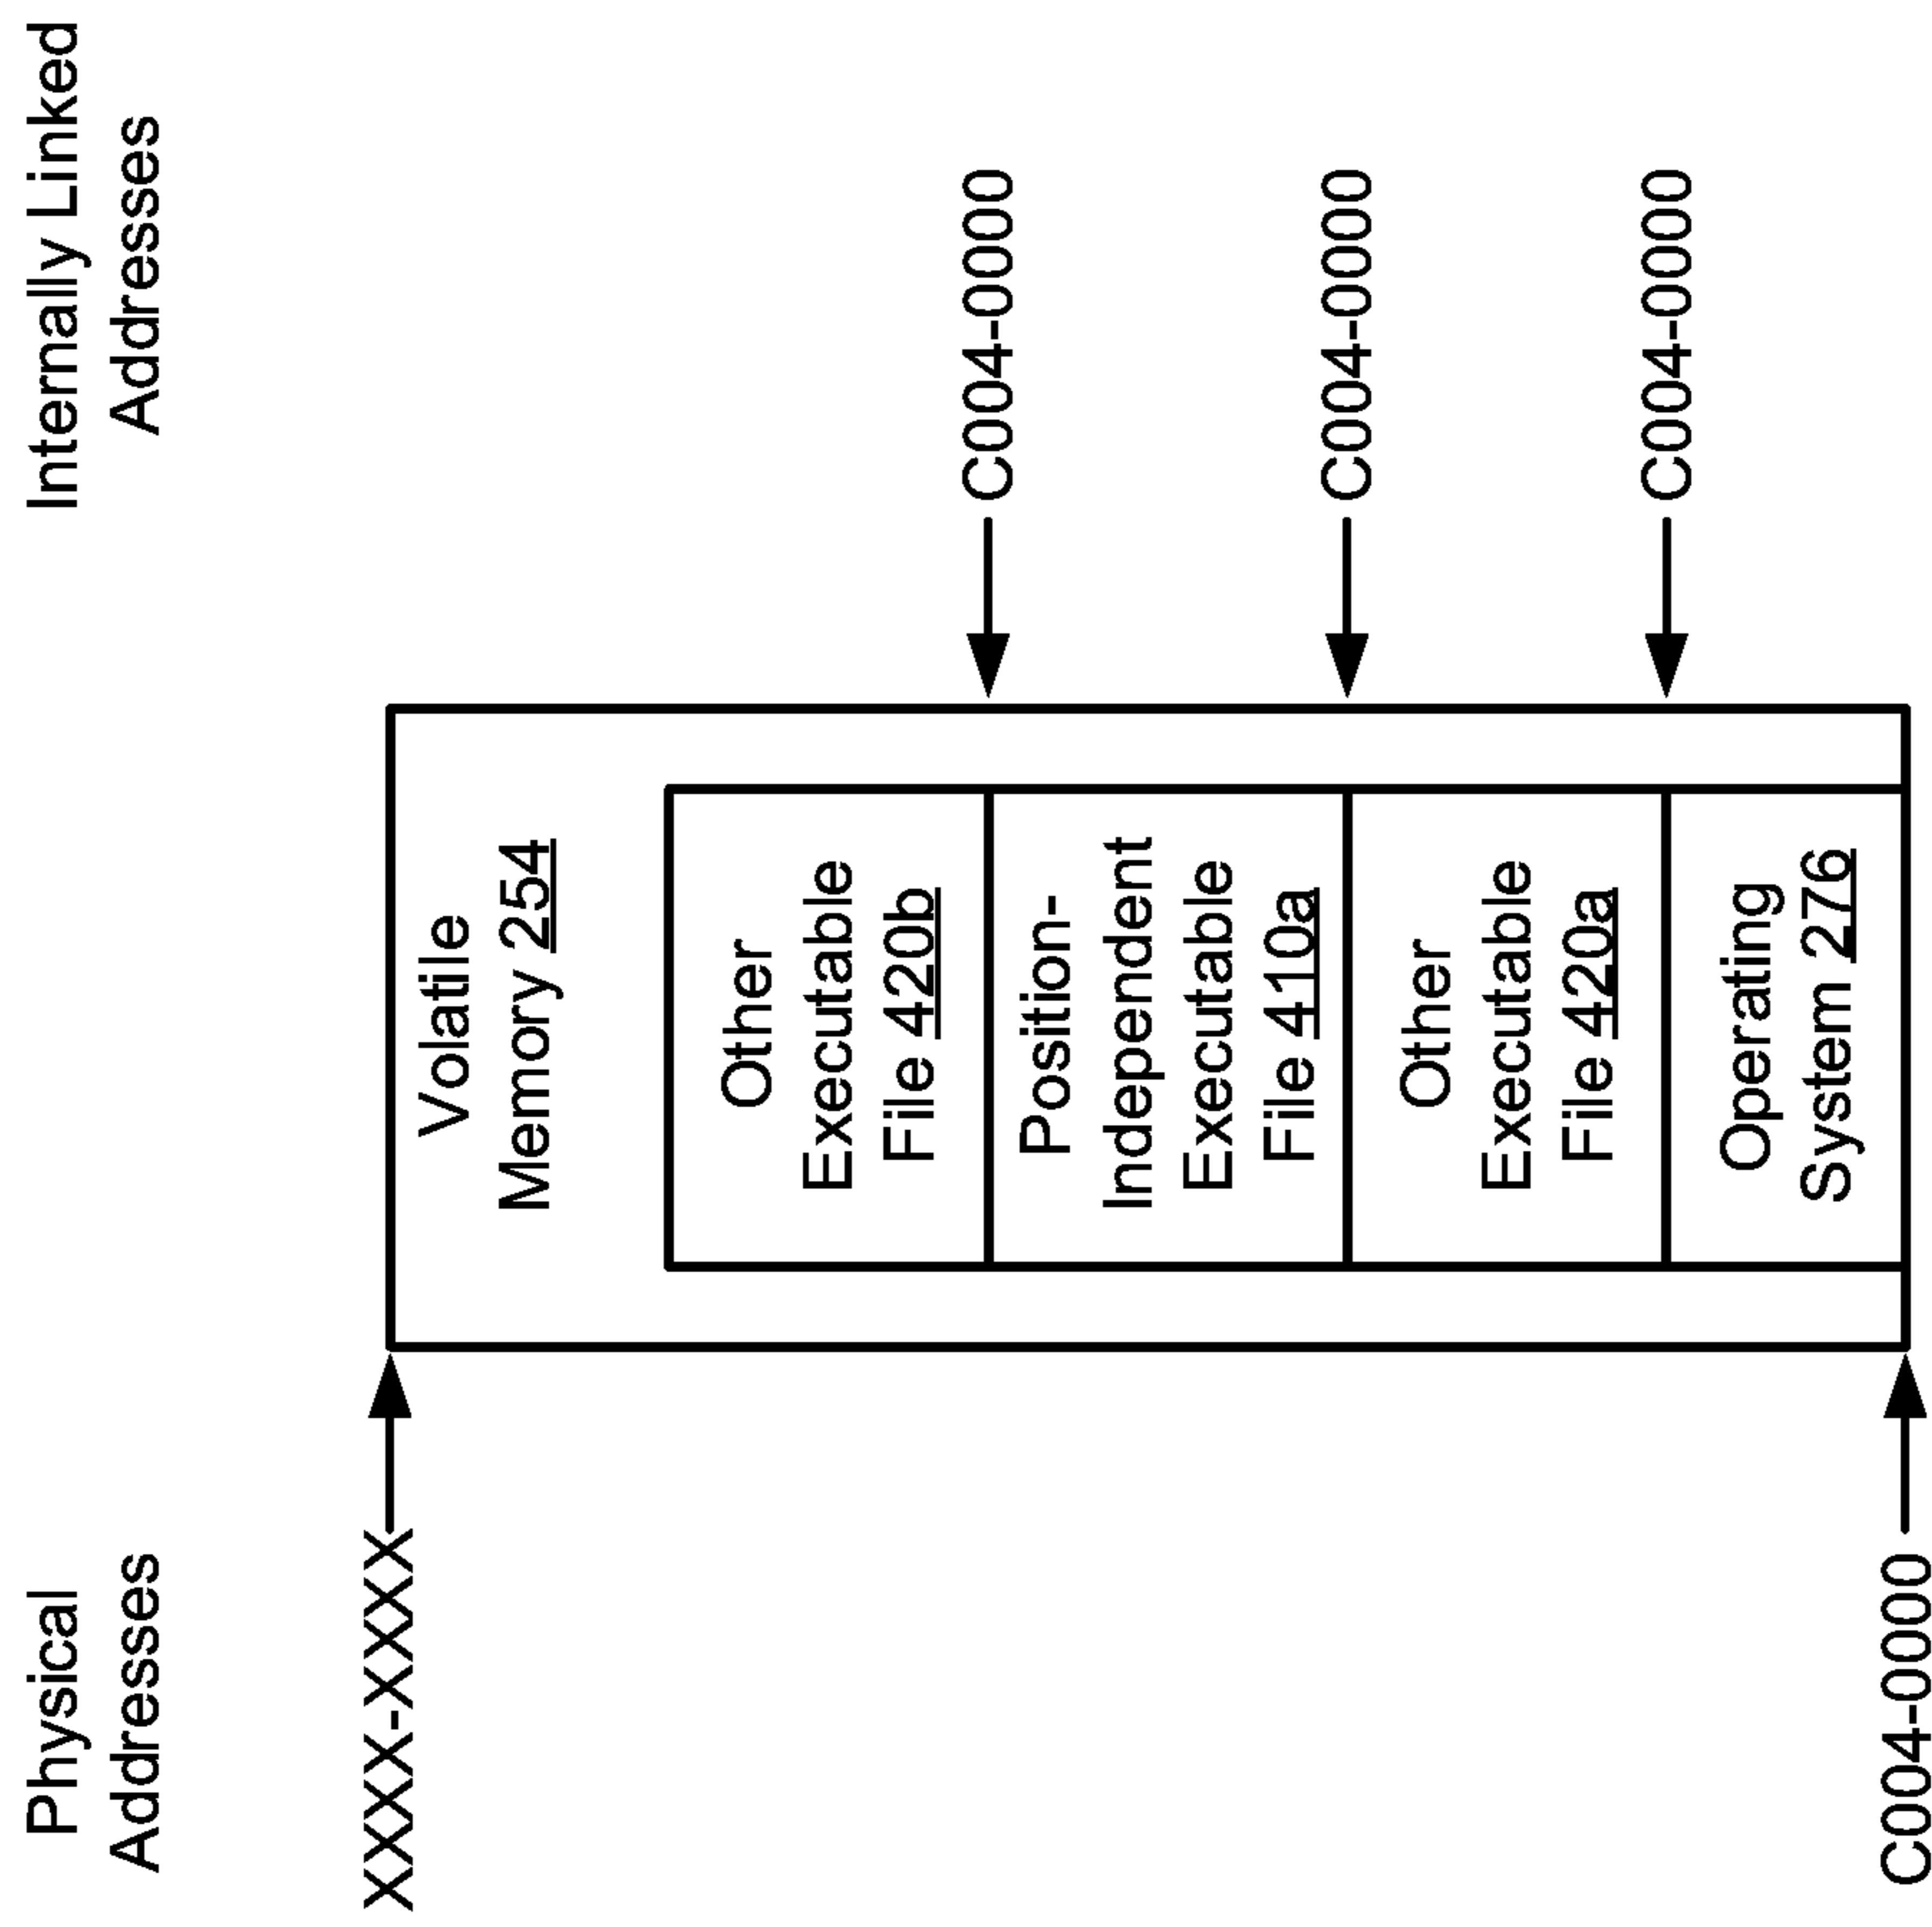 Physical
Addresses
Internally Linked
Addresses
XXXX-XXXX
Volatile
Memory 254
Other
Executable
File 420b
C004-0000
Position-
Independent
Executable
File 410a
C004-0000
Other
Executable
File 420a
C004-0000
Operating
System 276
C004-0000